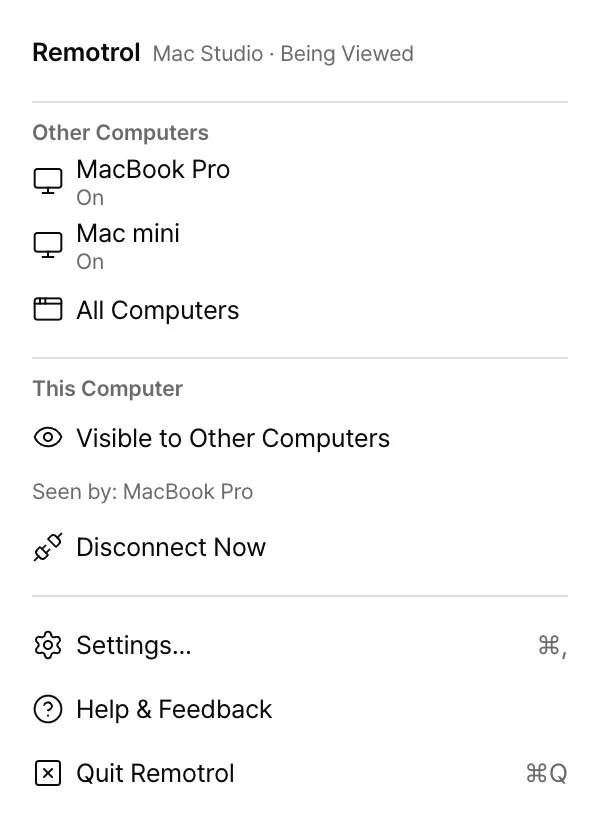 Remotrol Mac Studio · Being Viewed
Other Computers
MacBook Pro
On
Mac mini
On
All Computers
This Computer
Visible to Other Computers
Seen by: MacBook Pro
Disconnect Now
Settings... ⌘,
Help & Feedback
Quit Remotrol ⌘Q